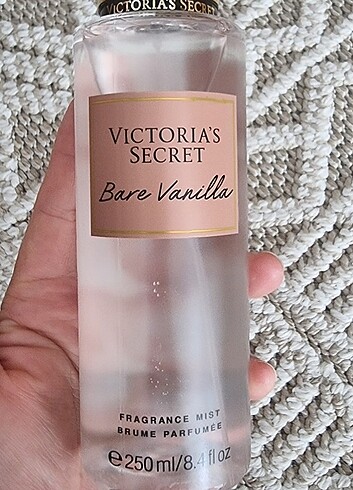 VICTORIA'S SECRET
VICTORIA'S
SECRET
Bare Vanilla
FRAGRANCE MIST
BRUME PARFUMÉE
℮ 250 ml/8.4 fl oz